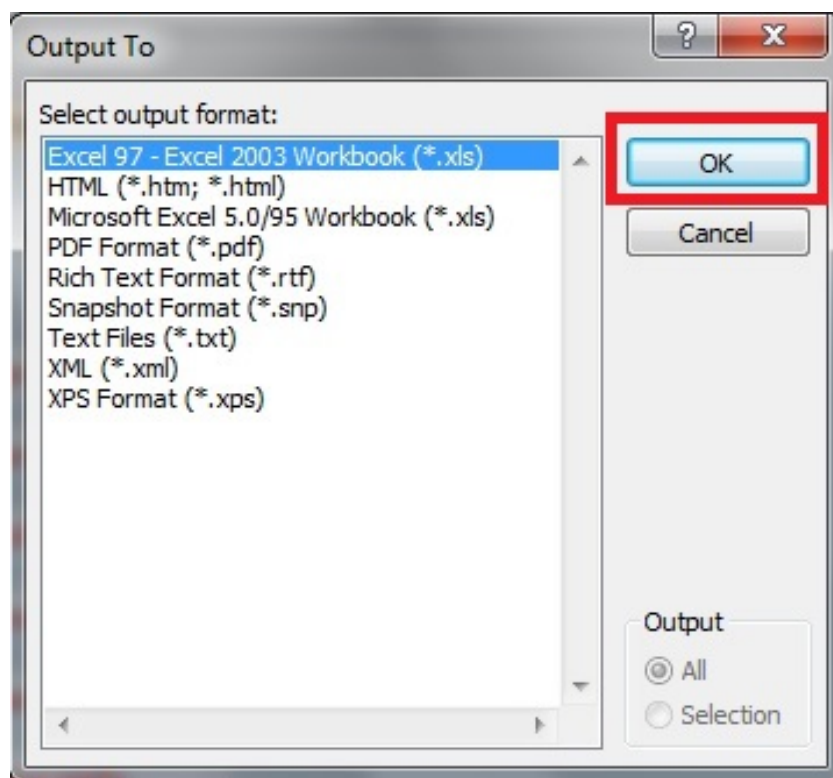 Output To
Select output format:
Excel 97 - Excel 2003 Workbook (*.xls)
HTML (*.htm; *.html)
Microsoft Excel 5.0/95 Workbook (*.xls)
PDF Format (*.pdf)
Rich Text Format (*.rtf)
Snapshot Format (*.snp)
Text Files (*.txt)
XML (*.xml)
XPS Format (*.xps)
OK
Cancel
Output
All
Selection